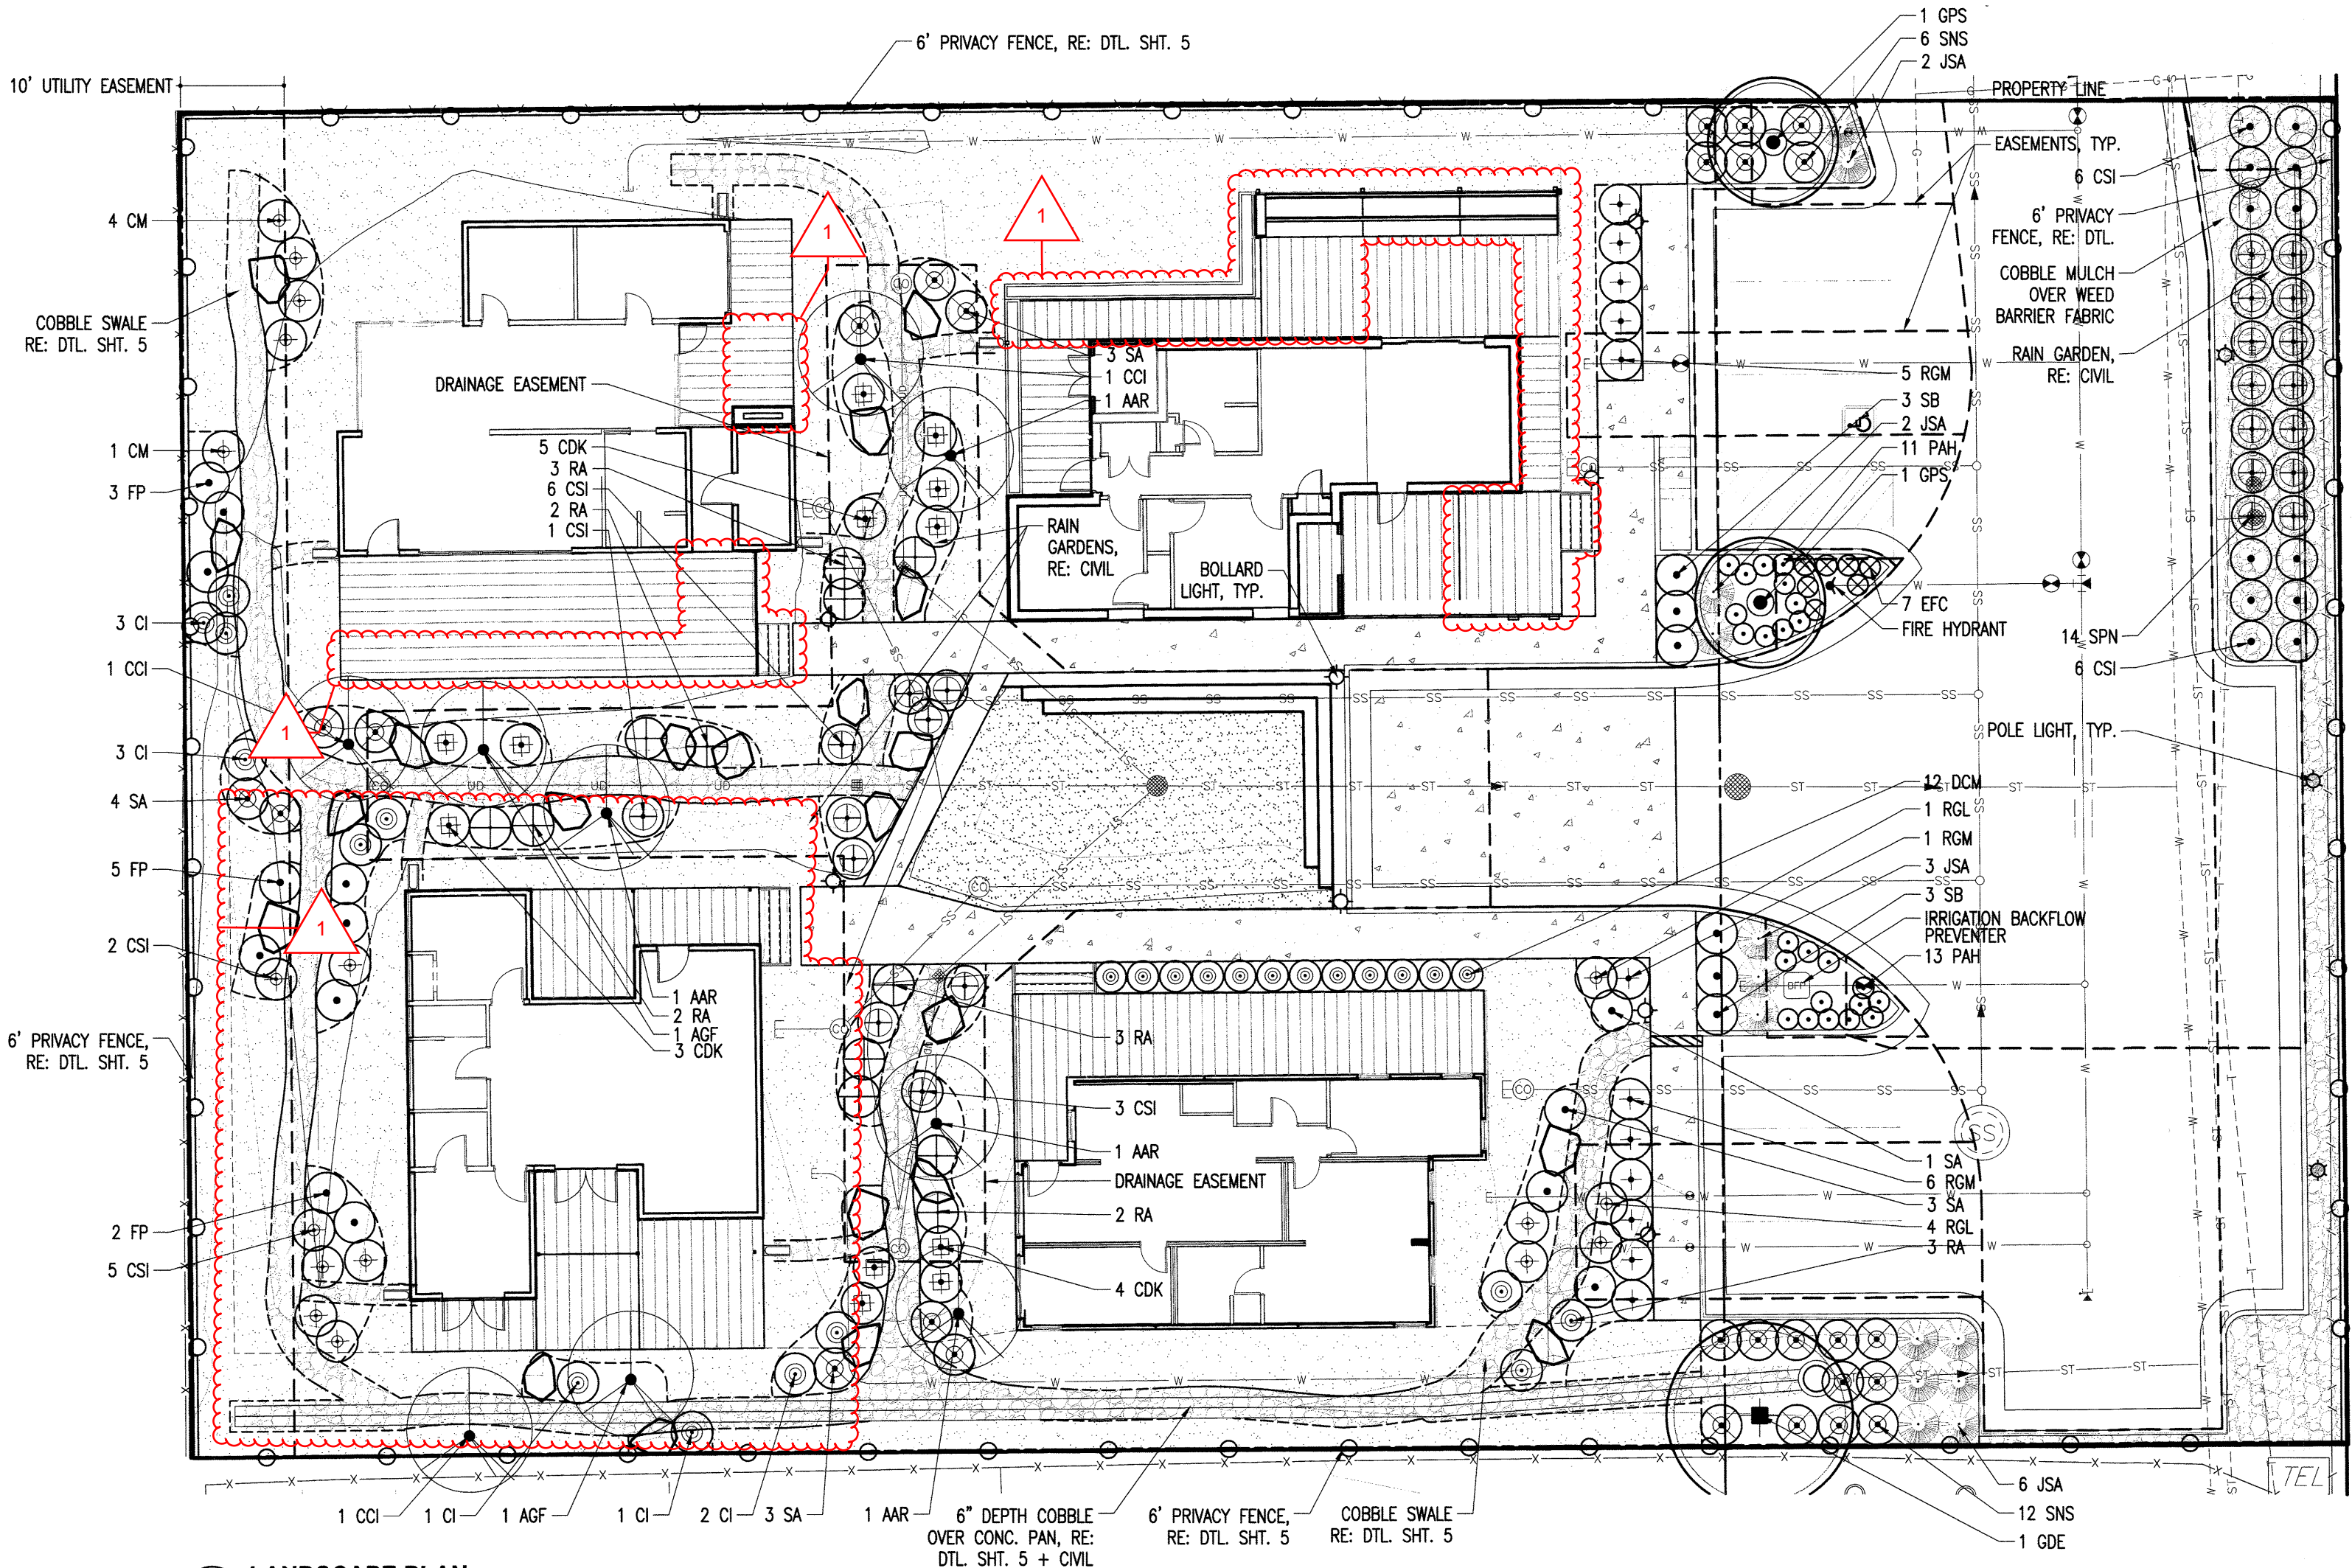 1 GPS
6 SNS
2 JSA
6' PRIVACY FENCE, RE: DTL. SHT. 5
10' UTILITY EASEMENT
PROPERTY LINE
EASEMENTS, TYP.
6 CSI
6' PRIVACY
FENCE, RE: DTL.
COBBLE MULCH
OVER WEED
BARRIER FABRIC
RAIN GARDEN,
RE: CIVIL
4 CM
COBBLE SWALE
RE: DTL. SHT. 5
1
1
DRAINAGE EASEMENT
3 SA
1 CCI
1 AAR
5 RGM
3 SB
2 JSA
11 PAH
1 GPS
1 CM
3 FP
5 CDK
3 RA
6 CSI
2 RA
1 CSI
RAIN
GARDENS,
RE: CIVIL
BOLLARD
LIGHT, TYP.
7 EFC
FIRE HYDRANT
14 SPN
6 CSI
3 CI
1 CCI
1
3 CI
4 SA
POLE LIGHT, TYP.
12 DCM
1 RGL
1 RGM
3 JSA
3 SB
IRRIGATION BACKFLOW
PREVENTER
13 PAH
5 FP
1
2 CSI
1 AAR
2 RA
1 AGF
3 CDK
6' PRIVACY FENCE,
RE: DTL. SHT. 5
3 RA
3 CSI
1 AAR
DRAINAGE EASEMENT
2 RA
4 CDK
SS
1 SA
6 RGM
3 SA
4 RGL
3 RA
2 FP
5 CSI
TEL
6 JSA
12 SNS
1 GDE
1 CCI
1 CI
1 AGF
1 CI
2 CI
3 SA
1 AAR
6" DEPTH COBBLE
OVER CONC. PAN, RE:
DTL. SHT. 5 + CIVIL
6' PRIVACY FENCE,
RE: DTL. SHT. 5
COBBLE SWALE
RE: DTL. SHT. 5
LANDSCAPE PLAN